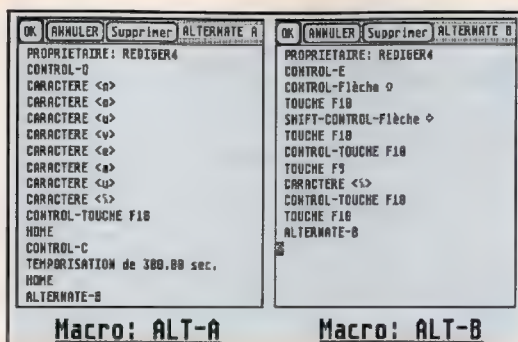 OK ANNULER Supprimer ALTERNATE A
PROPRIETAIRE: REDIGER4
CARACTERE <n>
CARACTERE <o>
CARACTERE <u>
CARACTERE <v>
CARACTERE <e>
CARACTERE <a>
CARACTERE <u>
CARACTERE <i>
CONTROL-TOUCHE F10
HOME
CONTROL-C
TEMPORISATION de 300.00 sec.
HOME
ALTERNATE-B
Macro: ALT-A
OK ANNULER Supprimer ALTERNATE B
PROPRIETAIRE: REDIGER4
CONTROL-E
CONTROL-Flèche
TOUCHE F10
SHIFT-CONTROL-Flèche
TOUCHE F10
CONTROL-TOUCHE F10
TOUCHE F9
CARACTERE <i>
CONTROL-TOUCHE F10
TOUCHE F10
ALTERNATE-B
Macro: ALT-B